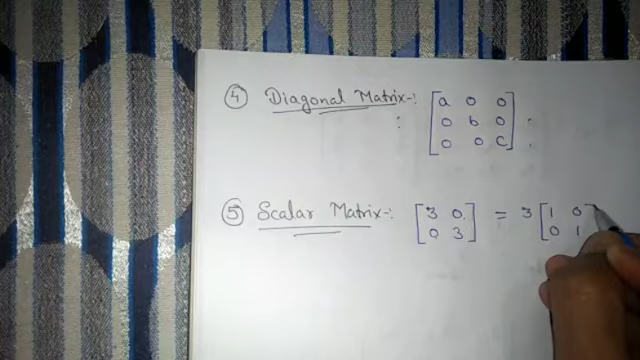 ④ Diagonal Matrix-: [a 0 0
0 b 0
0 0 c]
⑤ Scalar Matrix-: [3 0
0 3] = 3[1 0
0 1]